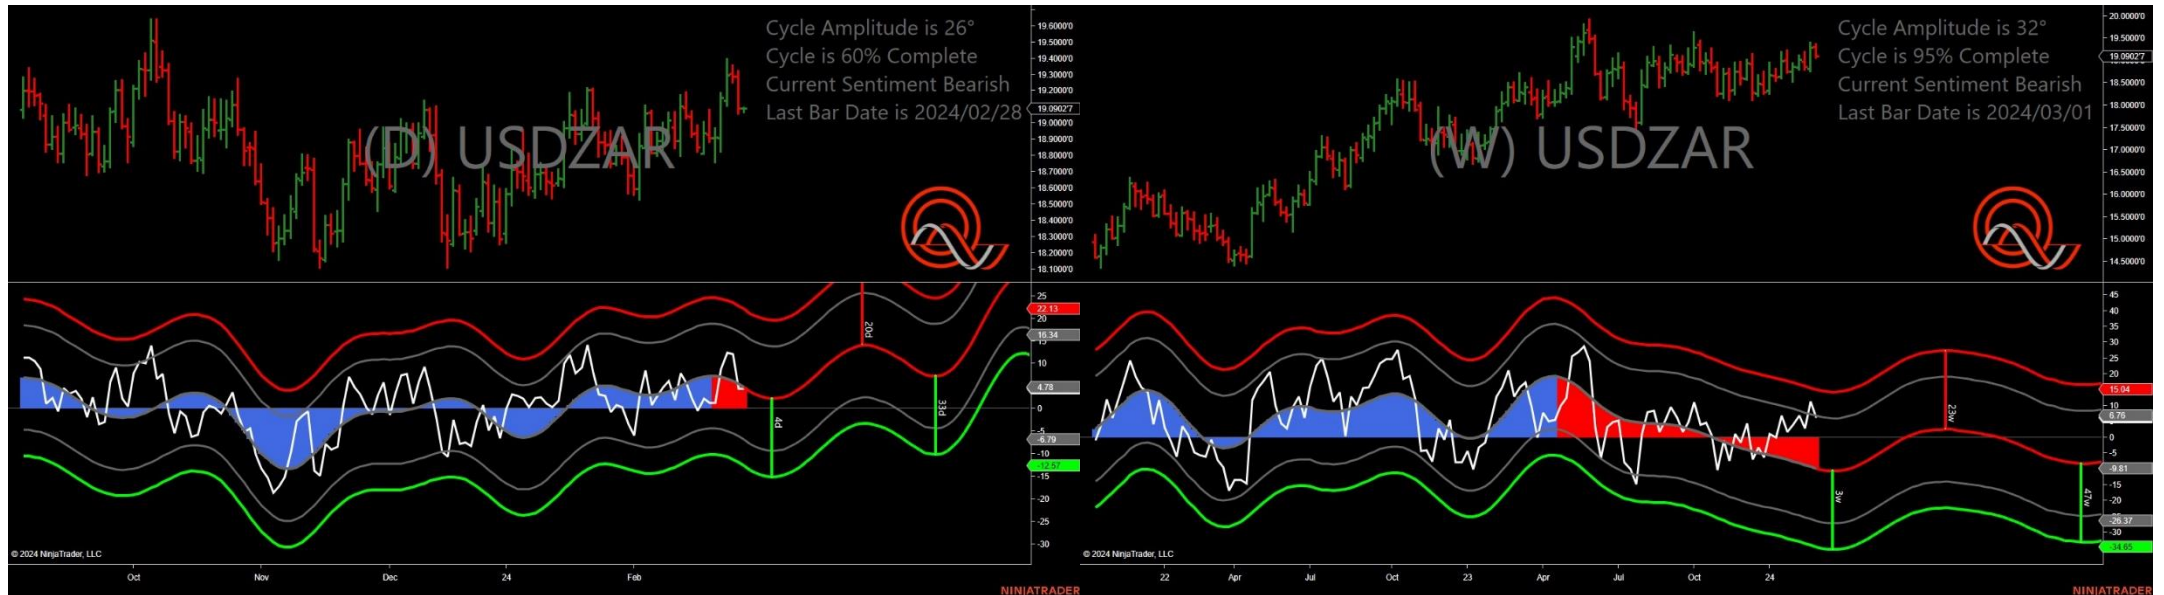 Cycle Amplitude is 26°
Cycle is 60% Complete
Current Sentiment Bearish
Last Bar Date is 2024/02/28
(D) USDZAR
19.6000'0
19.5000'0
19.4000'0
19.3000'0
19.2000'0
19.09027
19.0000'0
18.9000'0
18.8000'0
18.7000'0
18.6000'0
18.5000'0
18.4000'0
18.3000'0
18.2000'0
18.1000'0
25
22.13
20
16.34
10
4.78
0
-5
-6.79
-10
-12.57
-15
-20
-25
-30
4d
20d
33d
© 2024 NinjaTrader, LLC
Oct
Nov
Dec
24
Feb
NINJATRADER
Cycle Amplitude is 32°
Cycle is 95% Complete
Current Sentiment Bearish
Last Bar Date is 2024/03/01
(W) USDZAR
20.0000'0
19.5000'0
19.09027
18.5000'0
18.0000'0
17.5000'0
17.0000'0
16.5000'0
16.0000'0
15.5000'0
15.0000'0
14.5000'0
45
40
35
30
25
20
15.04
10
6.76
0
-5
-9.81
-15
-20
-26.37
-30
-34.65
3w
23w
47w
© 2024 NinjaTrader, LLC
22
Apr
Jul
Oct
23
Apr
Jul
Oct
24
NINJATRADER